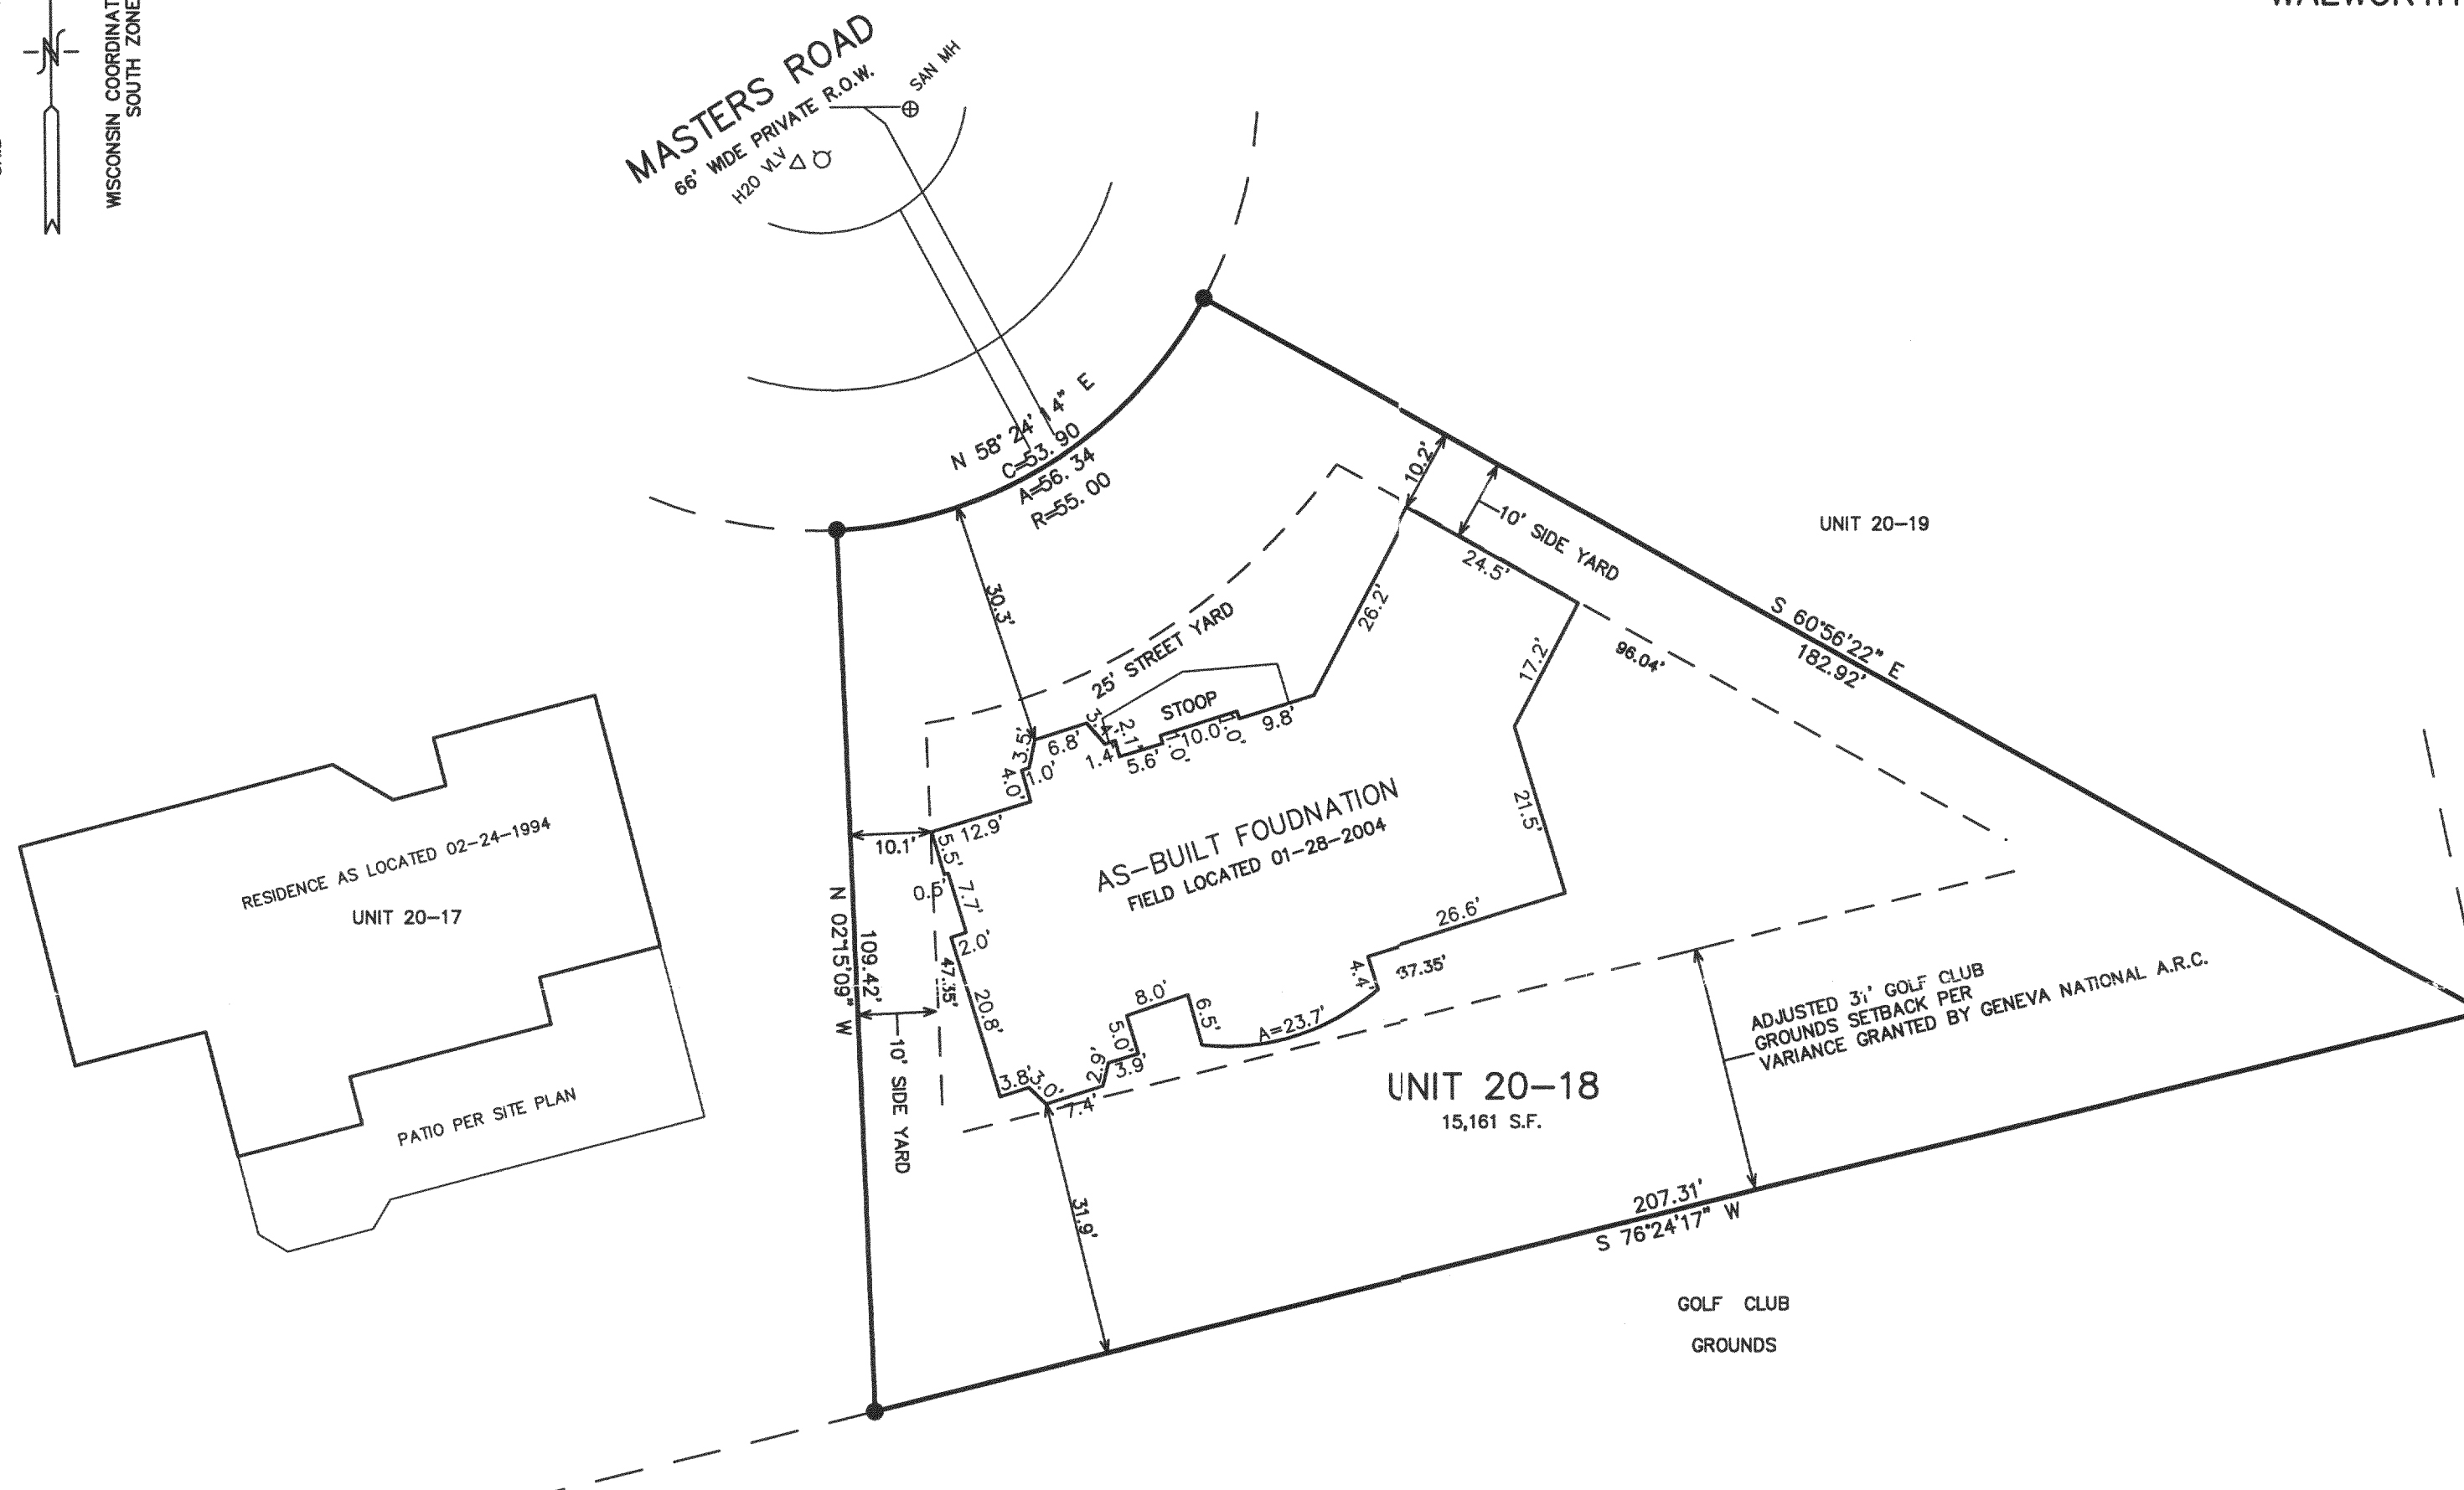 WISCONSIN COORDINAT
SOUTH ZONE
N
MASTERS ROAD
66' WIDE PRIVATE R.O.W.
H20 VLV
SAN MH
N 58° 24' 14" E
C=53.90
A=56.34
R=55.00
10.2'
10' SIDE YARD
24.5'
UNIT 20-19
S 60°56'22" E
182.92'
96.04'
30.3'
25' STREET YARD
26.2'
17.2'
STOOP
3.5'
6.8'
1.4'
2.1'
5.6'
1.0'
10.0'
1.0'
9.8'
4.0'
1.0'
12.9'
10.1'
5.5'
0.5'
7.7'
2.0'
21.5'
AS-BUILT FOUDNATION
FIELD LOCATED 01-28-2004
RESIDENCE AS LOCATED 02-24-1994
UNIT 20-17
PATIO PER SITE PLAN
N 02°15'09" W
109.42'
47.35'
20.8'
10' SIDE YARD
26.6'
37.35'
4.4'
8.0'
6.5'
5.0'
A=23.7'
3.9'
2.9'
3.8'
3.0'
7.4'
UNIT 20-18
15,161 S.F.
ADJUSTED 31' GOLF CLUB
GROUNDS SETBACK PER
VARIANCE GRANTED BY GENEVA NATIONAL A.R.C.
31.9'
207.31'
S 76°24'17" W
GOLF CLUB
GROUNDS